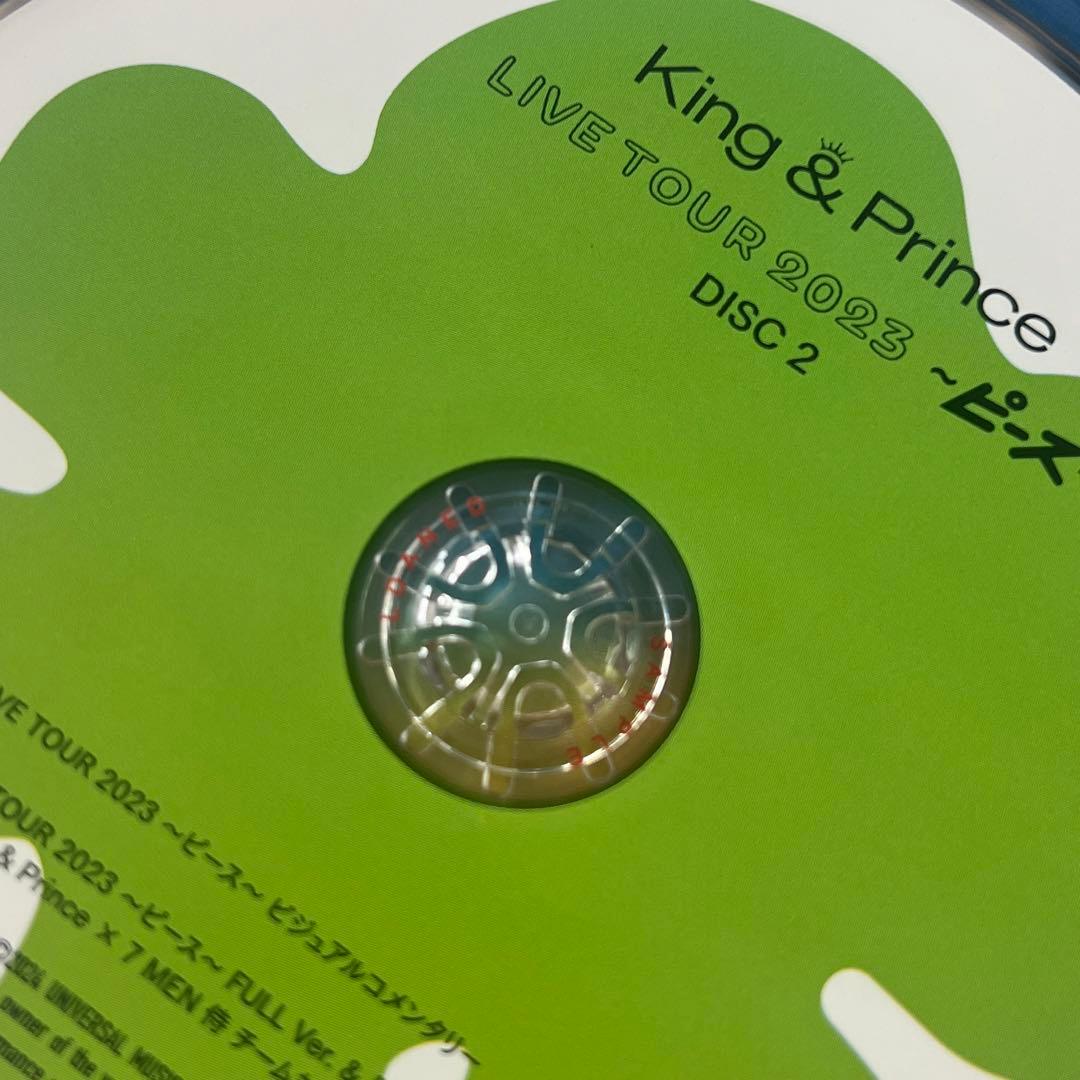 King & Prince
LIVE TOUR 2023 ~ピース
DISC 2
LOANED
SAMPLE
TOUR 2023 ～ピース～ ビジュアルコメンタリー
TOUR 2023 ～ピース～ FULL Ver. &
& Prince × 7 MEN 侍 チーム
UNIVERSAL MUSIC
owner of the